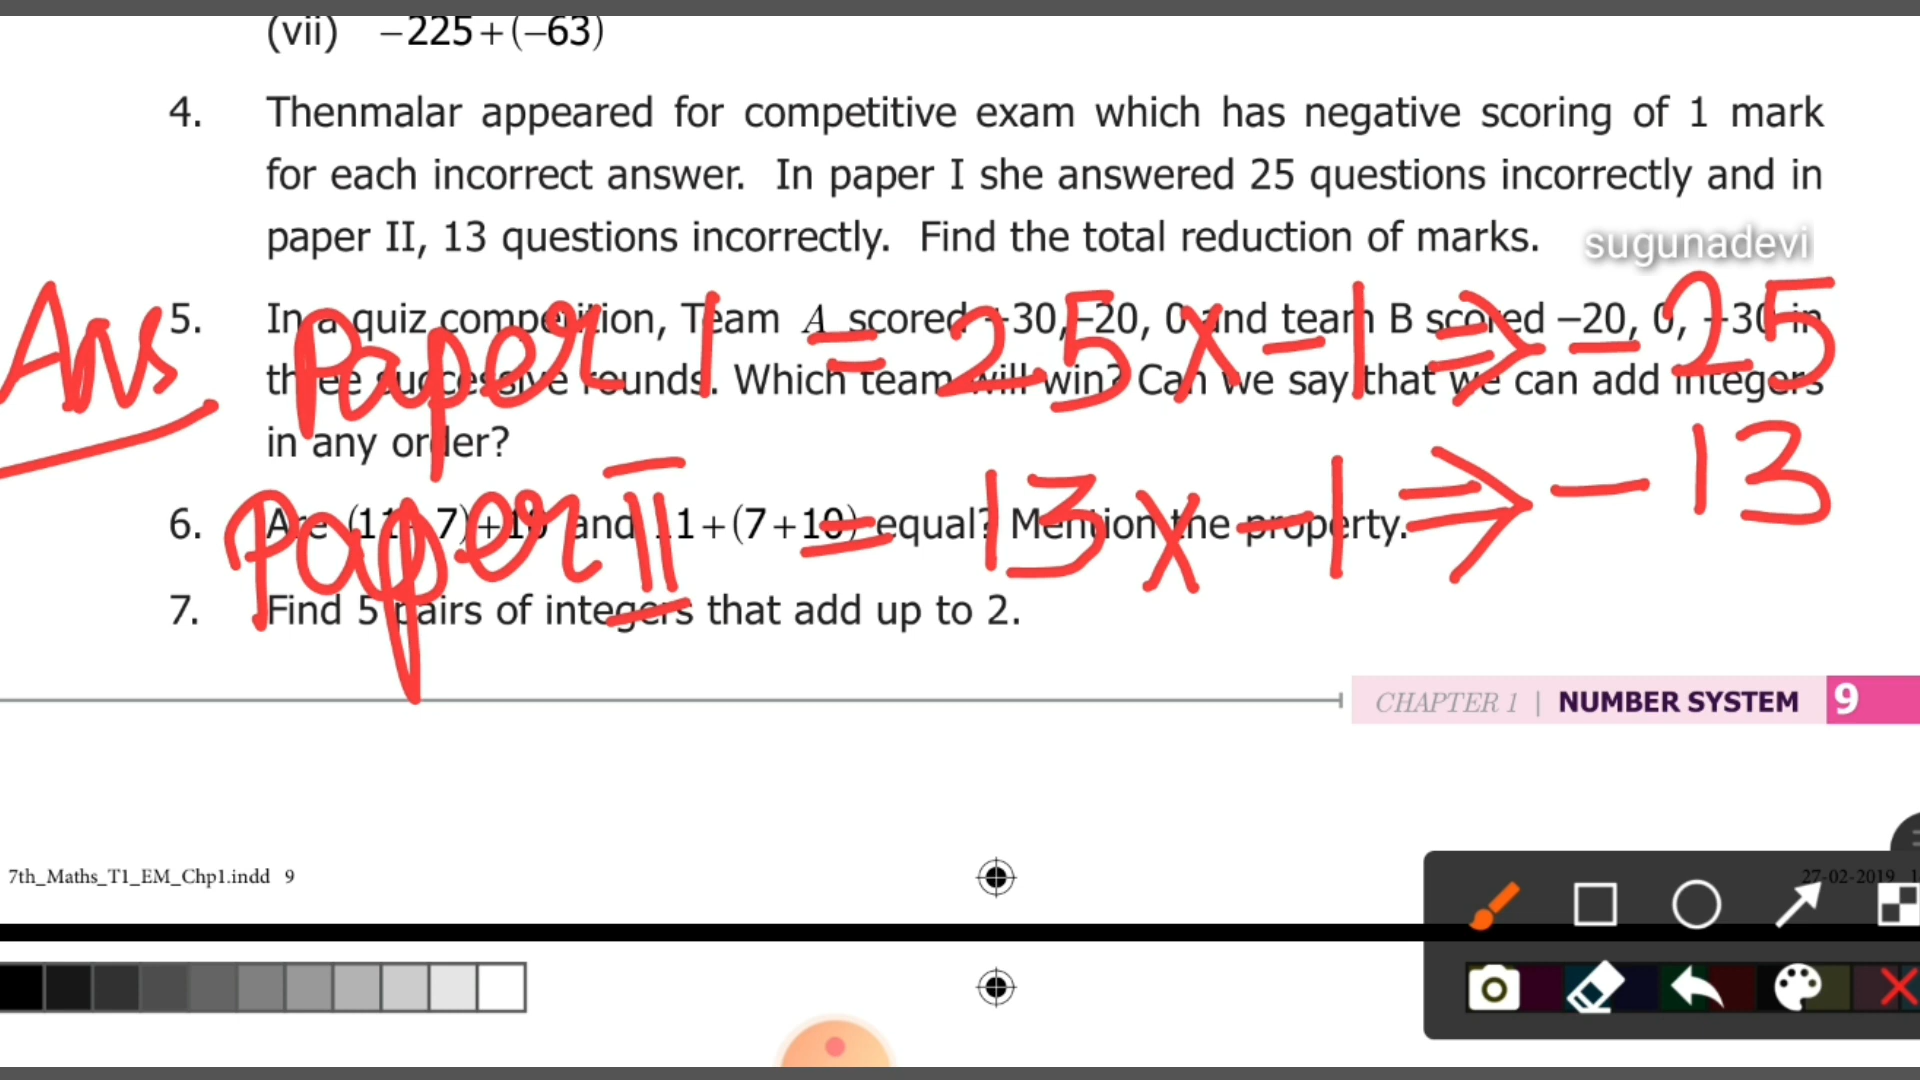 (vii) −225+(−63)
4. Thenmalar appeared for competitive exam which has negative scoring of 1 mark
for each incorrect answer. In paper I she answered 25 questions incorrectly and in
paper II, 13 questions incorrectly. Find the total reduction of marks.
sugunadevi
5. In a quiz competition, Team A scored +30, −20, 0 and team B scored −20, 0, +30 in
three successive rounds. Which team will win? Can we say that we can add integers
in any order?
Ans Paper 1 = 25 x −1 ⇒ −25
6. Are (11+7)+10 and 11+(7+10) equal? Mention the property.
Paper II = 13 x −1 ⇒ −13
7. Find 5 pairs of integers that add up to 2.
CHAPTER 1 | NUMBER SYSTEM 9
7th_Maths_T1_EM_Chp1.indd 9
27-02-2019